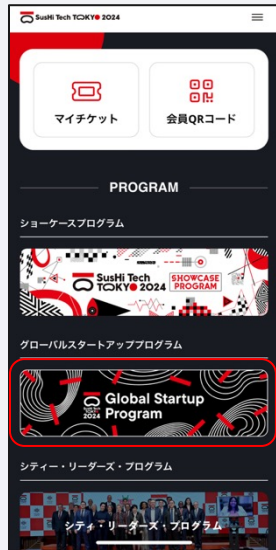 SusHi Tech TOKYO 2024
マイチケット
会員QRコード
PROGRAM
ショーケースプログラム
SusHi Tech
TOKYO 2024
SHOWCASE
PROGRAM
グローバルスタートアッププログラム
SusHi Tech
TOKYO
2024
Global Startup
Program
シティー・リーダーズ・プログラム
シティ・リーダーズ・プログラム